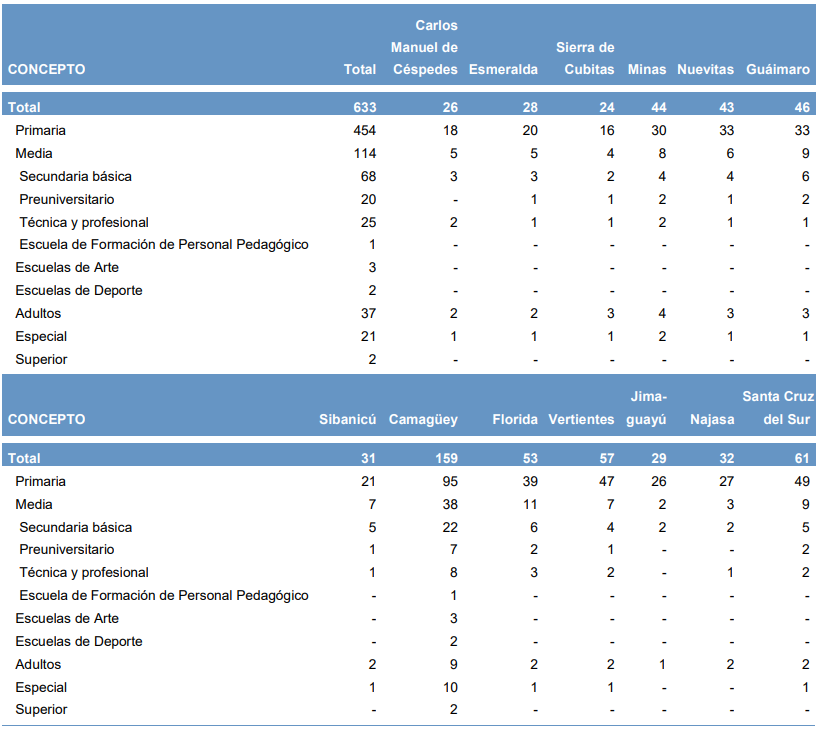 Carlos
Manuel de Sierra de
CONCEPTO Total Céspedes Esmeralda Cubitas Minas Nuevitas Guáimaro
Total 633 26 28 24 44 43 46
Primaria 454 18 20 16 30 33 33
Media 114 5 5 4 8 6 9
Secundaria básica 68 3 3 2 4 4 6
Preuniversitario 20 - 1 1 2 1 2
Técnica y profesional 25 2 1 1 2 1 1
Escuela de Formación de Personal Pedagógico 1 - - - - - -
Escuelas de Arte 3 - - - - - -
Escuelas de Deporte 2 - - - - - -
Adultos 37 2 2 3 4 3 3
Especial 21 1 1 1 2 1 1
Superior 2 - - - - - -
Jima- Santa Cruz
CONCEPTO Sibanicú Camagüey Florida Vertientes guayú Najasa del Sur
Total 31 159 53 57 29 32 61
Primaria 21 95 39 47 26 27 49
Media 7 38 11 7 2 3 9
Secundaria básica 5 22 6 4 2 2 5
Preuniversitario 1 7 2 1 - - 2
Técnica y profesional 1 8 3 2 - 1 2
Escuela de Formación de Personal Pedagógico - 1 - - - - -
Escuelas de Arte - 3 - - - - -
Escuelas de Deporte - 2 - - - - -
Adultos 2 9 2 2 1 2 2
Especial 1 10 1 1 - - 1
Superior - 2 - - - - -